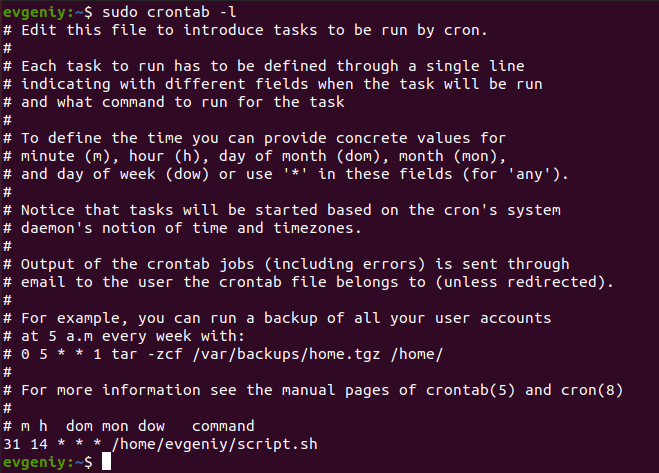 evgeniy:~$ sudo crontab -l
# Edit this file to introduce tasks to be run by cron.
#
# Each task to run has to be defined through a single line
# indicating with different fields when the task will be run
# and what command to run for the task
#
# To define the time you can provide concrete values for
# minute (m), hour (h), day of month (dom), month (mon),
# and day of week (dow) or use '*' in these fields (for 'any').
#
# Notice that tasks will be started based on the cron's system
# daemon's notion of time and timezones.
#
# Output of the crontab jobs (including errors) is sent through
# email to the user the crontab file belongs to (unless redirected).
#
# For example, you can run a backup of all your user accounts
# at 5 a.m every week with:
# 0 5 * * 1 tar -zcf /var/backups/home.tgz /home/
#
# For more information see the manual pages of crontab(5) and cron(8)
#
# m h  dom mon dow   command
31 14 * * * /home/evgeniy/script.sh
evgeniy:~$